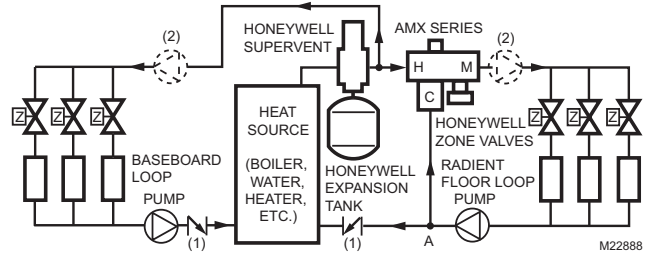 (2)
HONEYWELL
SUPERVENT
AMX SERIES
(2)
H
M
C
Z
Z
Z
HEAT
SOURCE
(BOILER,
WATER,
HEATER,
ETC.)
HONEYWELL
ZONE VALVES
Z
Z
Z
BASEBOARD
LOOP
PUMP
(1)
HONEYWELL
EXPANSION
TANK
(1)
RADIENT
FLOOR LOOP
PUMP
A
M22888